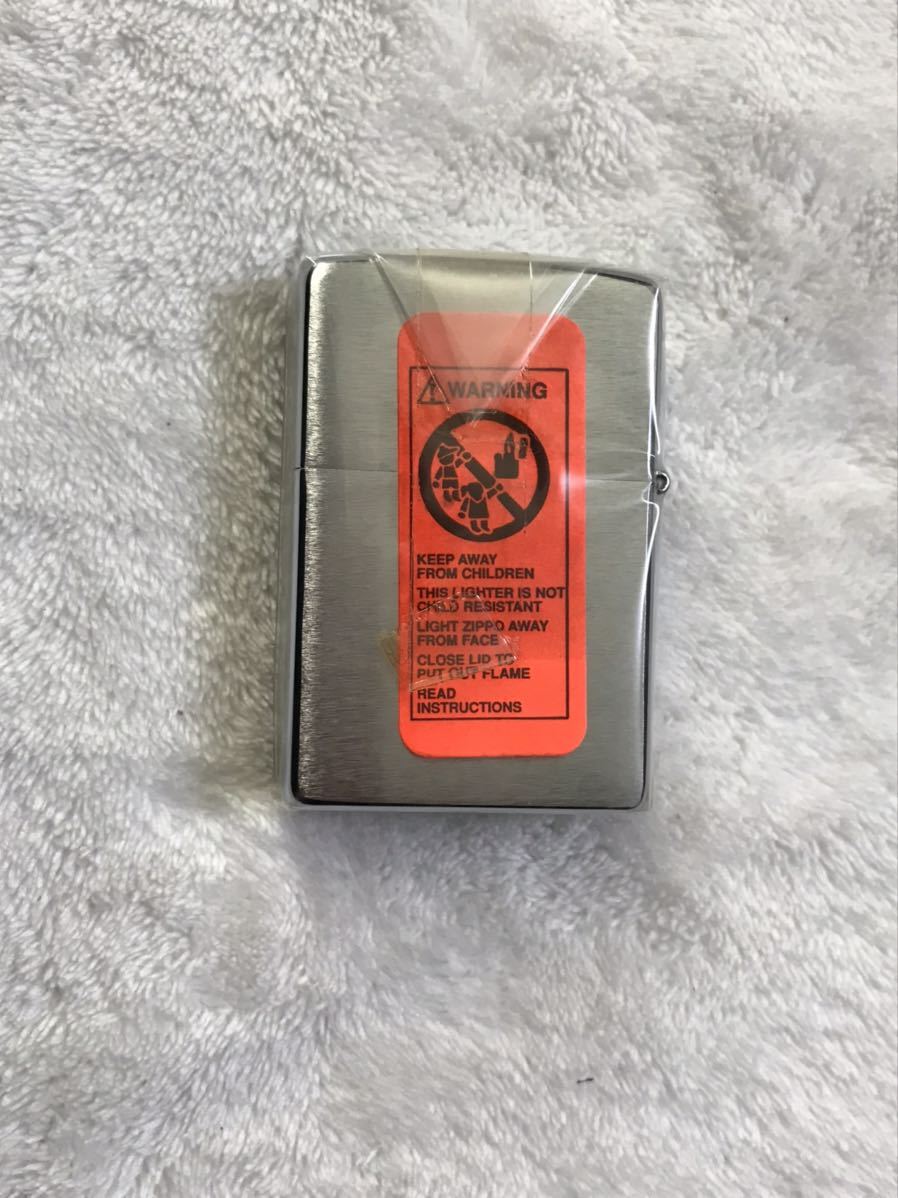 WARNING
KEEP AWAY
FROM CHILDREN
THIS LIGHTER IS NOT
CHILD RESISTANT
LIGHT ZIPPO AWAY
FROM FACE
CLOSE LID TO
PUT OUT FLAME
READ
INSTRUCTIONS